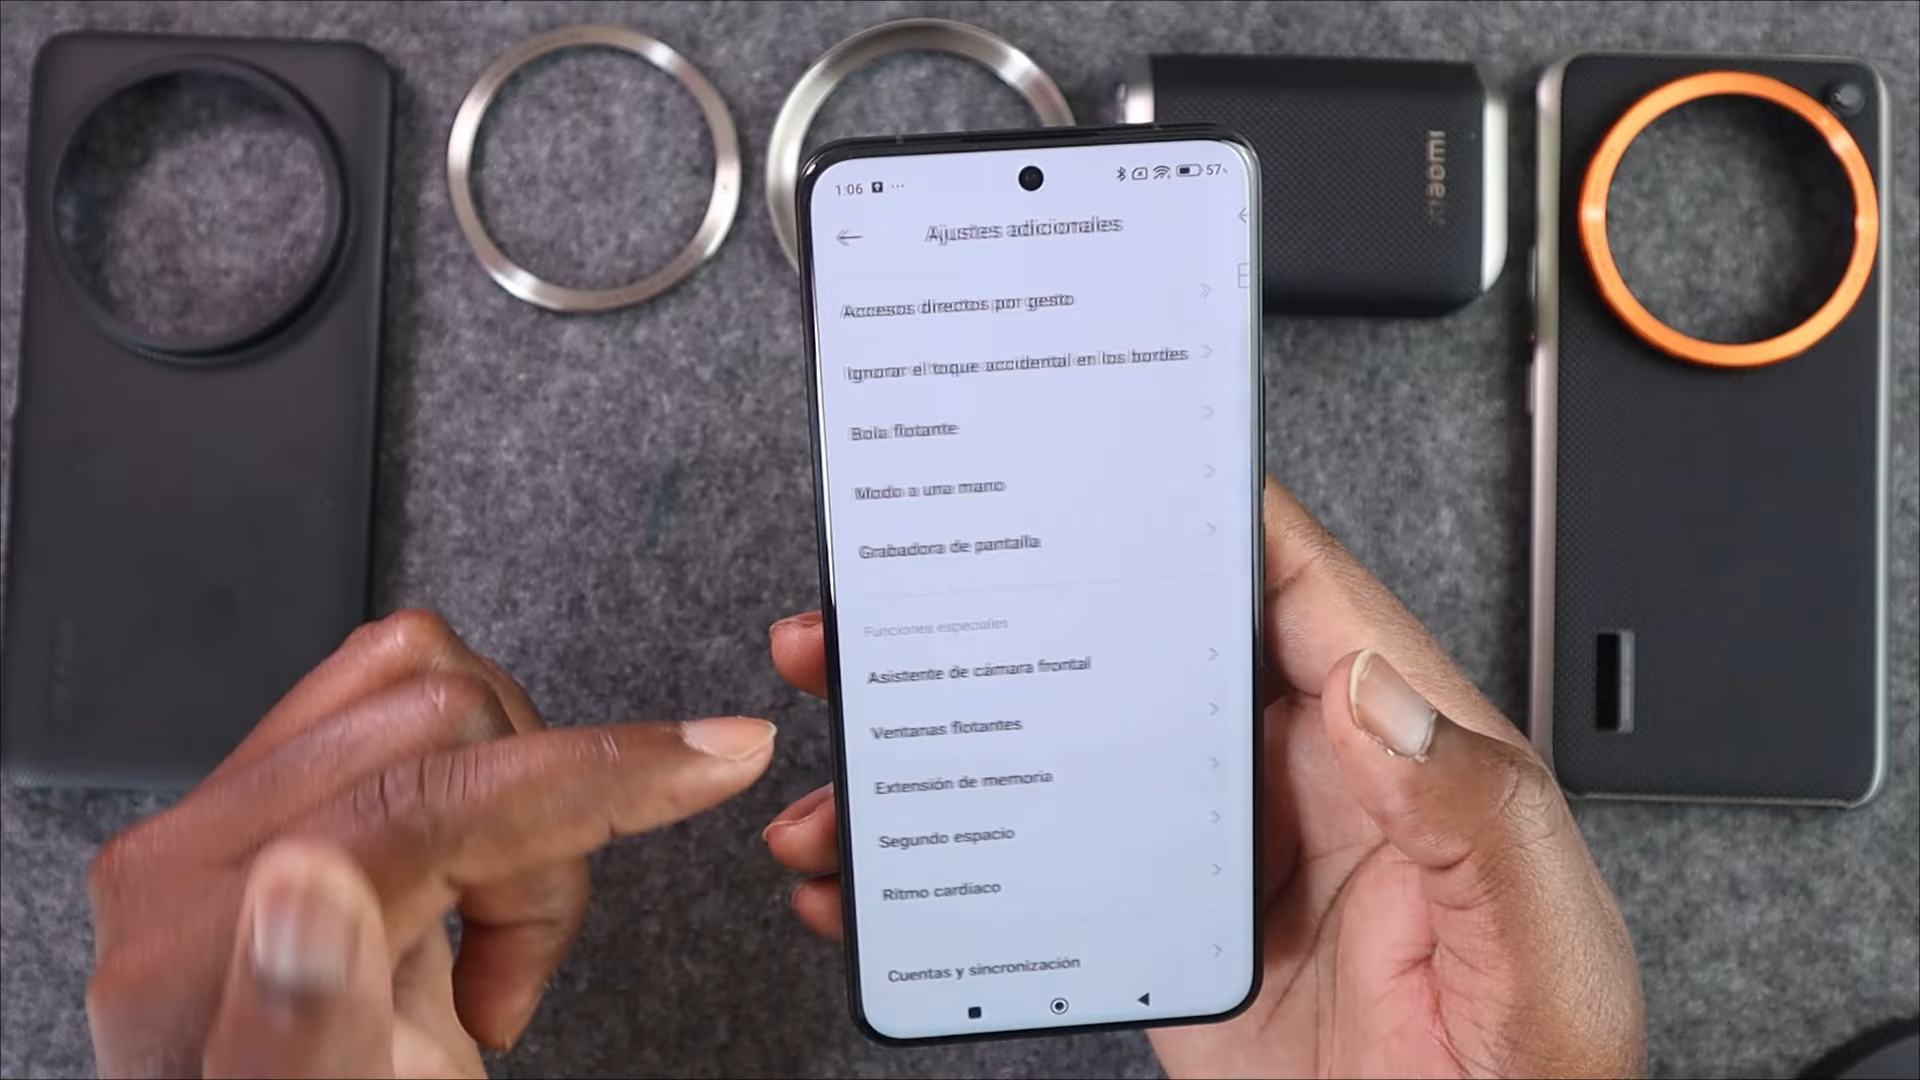 1:06 ... 57%
Ajustes adicionales
Accesos directos por gesto
Ignorar el toque accidental en los bordes
Bola flotante
Modo a una mano
Grabadora de pantalla
Funciones especiales
Asistente de cámara frontal
Ventanas flotantes
Extensión de memoria
Segundo espacio
Ritmo cardíaco
Cuentas y sincronización
xiaomi